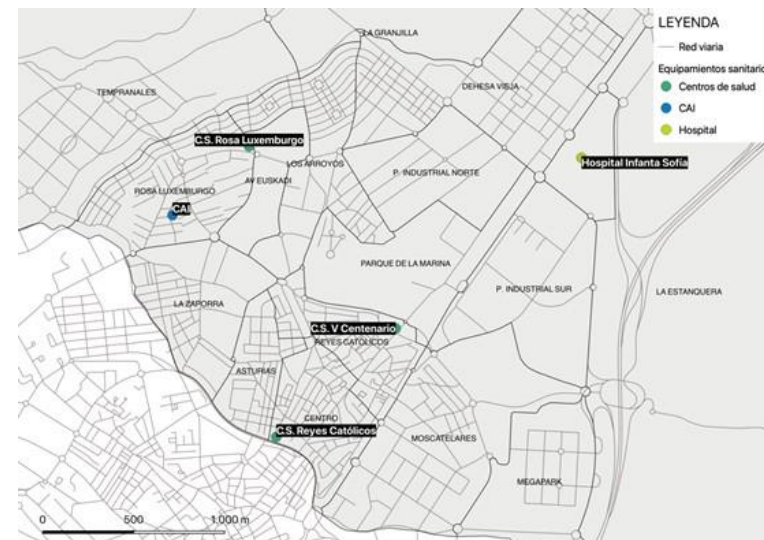 LEYENDA
Red viaria
Equipamientos sanitario
Centros de salud
CAI
Hospital
LA GRANJILLA
DEHESA VIEJA
TEMPRANALES
C.S. Rosa Luxemburgo
LOS ARROYOS
Hospital Infanta Sofía
P. INDUSTRIAL NORTE
AV EUSKADI
ROSA LUXEMBURGO
CAI
PARQUE DE LA MARINA
P. INDUSTRIAL SUR
LA ESTANQUERA
LA ZAPORRA
C.S. V Centenario
REYES CATÓLICOS
ASTURIAS
CENTRO
C.S. Reyes Católicos
MOSCATELARES
MEGAPARK
0 500 1.000 m